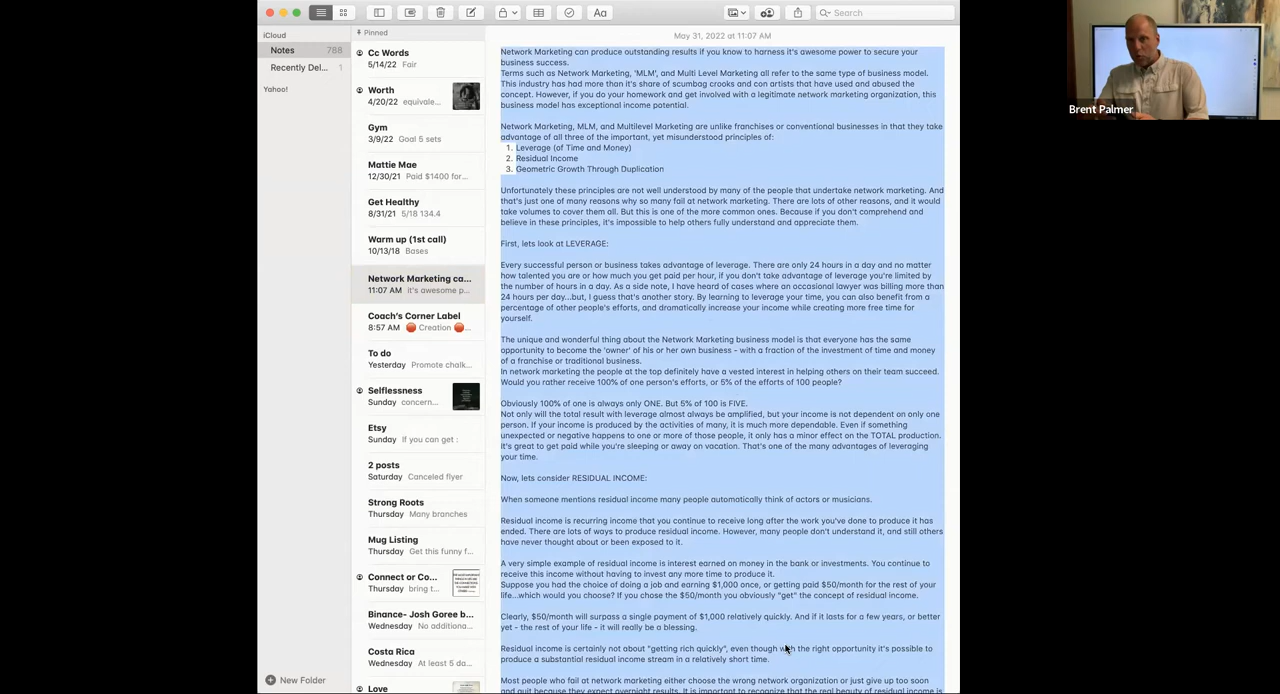 Search
iCloud
Notes 788
Recently Del... 1
Yahoo!
New Folder
Pinned
Cc Words
5/14/22 Fair
Worth
4/20/22 equivale...
Gym
3/9/22 Goal 5 sets
Mattie Mae
12/30/21 Paid $1400 for...
Get Healthy
8/31/21 5/18 134.4
Warm up (1st call)
10/13/18 Bases
Network Marketing ca...
11:07 AM it's awesome p...
Coach's Corner Label
8:57 AM Creation ...
To do
Yesterday Promote chalk...
Selflessness
Sunday concern...
Etsy
Sunday If you can get :
2 posts
Saturday Canceled flyer
Strong Roots
Thursday Many branches
Mug Listing
Thursday Get this funny f...
Connect or Co...
Thursday bring t...
Binance- Josh Goree b...
Wednesday No additiona...
Costa Rica
Wednesday At least 5 da...
Love
May 31, 2022 at 11:07 AM
Network Marketing can produce outstanding results if you know to harness it's awesome power to secure your
business success.
Terms such as Network Marketing, 'MLM', and Multi Level Marketing all refer to the same type of business model.
This industry has had more than it's share of scumbag crooks and con artists that have used and abused the
concept. However, if you do your homework and get involved with a legitimate network marketing organization, this
business model has exceptional income potential.
Network Marketing, MLM, and Multilevel Marketing are unlike franchises or conventional businesses in that they take
advantage of all three of the important, yet misunderstood principles of:
1. Leverage (of Time and Money)
2. Residual Income
3. Geometric Growth Through Duplication
Unfortunately these principles are not well understood by many of the people that undertake network marketing. And
that's just one of many reasons why so many fail at network marketing. There are lots of other reasons, and it would
take volumes to cover them all. But this is one of the more common ones. Because if you don't comprehend and
believe in these principles, it's impossible to help others fully understand and appreciate them.
First, lets look at LEVERAGE:
Every successful person or business takes advantage of leverage. There are only 24 hours in a day and no matter
how talented you are or how much you get paid per hour, if you don't take advantage of leverage you're limited by
the number of hours in a day. As a side note, I have heard of cases where an occasional lawyer was billing more than
24 hours per day...but, I guess that's another story. By learning to leverage your time, you can also benefit from a
percentage of other people's efforts, and dramatically increase your income while creating more free time for
yourself.
The unique and wonderful thing about the Network Marketing business model is that everyone has the same
opportunity to become the 'owner' of his or her own business - with a fraction of the investment of time and money
of a franchise or traditional business.
In network marketing the people at the top definitely have a vested interest in helping others on their team succeed.
Would you rather receive 100% of one person's efforts, or 5% of the efforts of 100 people?
Obviously 100% of one is always only ONE. But 5% of 100 is FIVE.
Not only will the total result with leverage almost always be amplified, but your income is not dependent on only one
person. If your income is produced by the activities of many, it is much more dependable. Even if something
unexpected or negative happens to one or more of those people, it only has a minor effect on the TOTAL production.
It's great to get paid while you're sleeping or away on vacation. That's one of the many advantages of leveraging
your time.
Now, lets consider RESIDUAL INCOME:
When someone mentions residual income many people automatically think of actors or musicians.
Residual income is recurring income that you continue to receive long after the work you've done to produce it has
ended. There are lots of ways to produce residual income. However, many people don't understand it, and still others
have never thought about or been exposed to it.
A very simple example of residual income is interest earned on money in the bank or investments. You continue to
receive this income without having to invest any more time to produce it.
Suppose you had the choice of doing a job and earning $1,000 once, or getting paid $50/month for the rest of your
life...which would you choose? If you chose the $50/month you obviously "get" the concept of residual income.
Clearly, $50/month will surpass a single payment of $1,000 relatively quickly. And if it lasts for a few years, or better
yet - the rest of your life - it will really be a blessing.
Residual income is certainly not about "getting rich quickly", even though with the right opportunity it's possible to
produce a substantial residual income stream in a relatively short time.
Most people who fail at network marketing either choose the wrong network organization or just give up too soon
and quit because they expect overnight results. It is important to recognize that the real beauty of residual income is
Brent Palmer